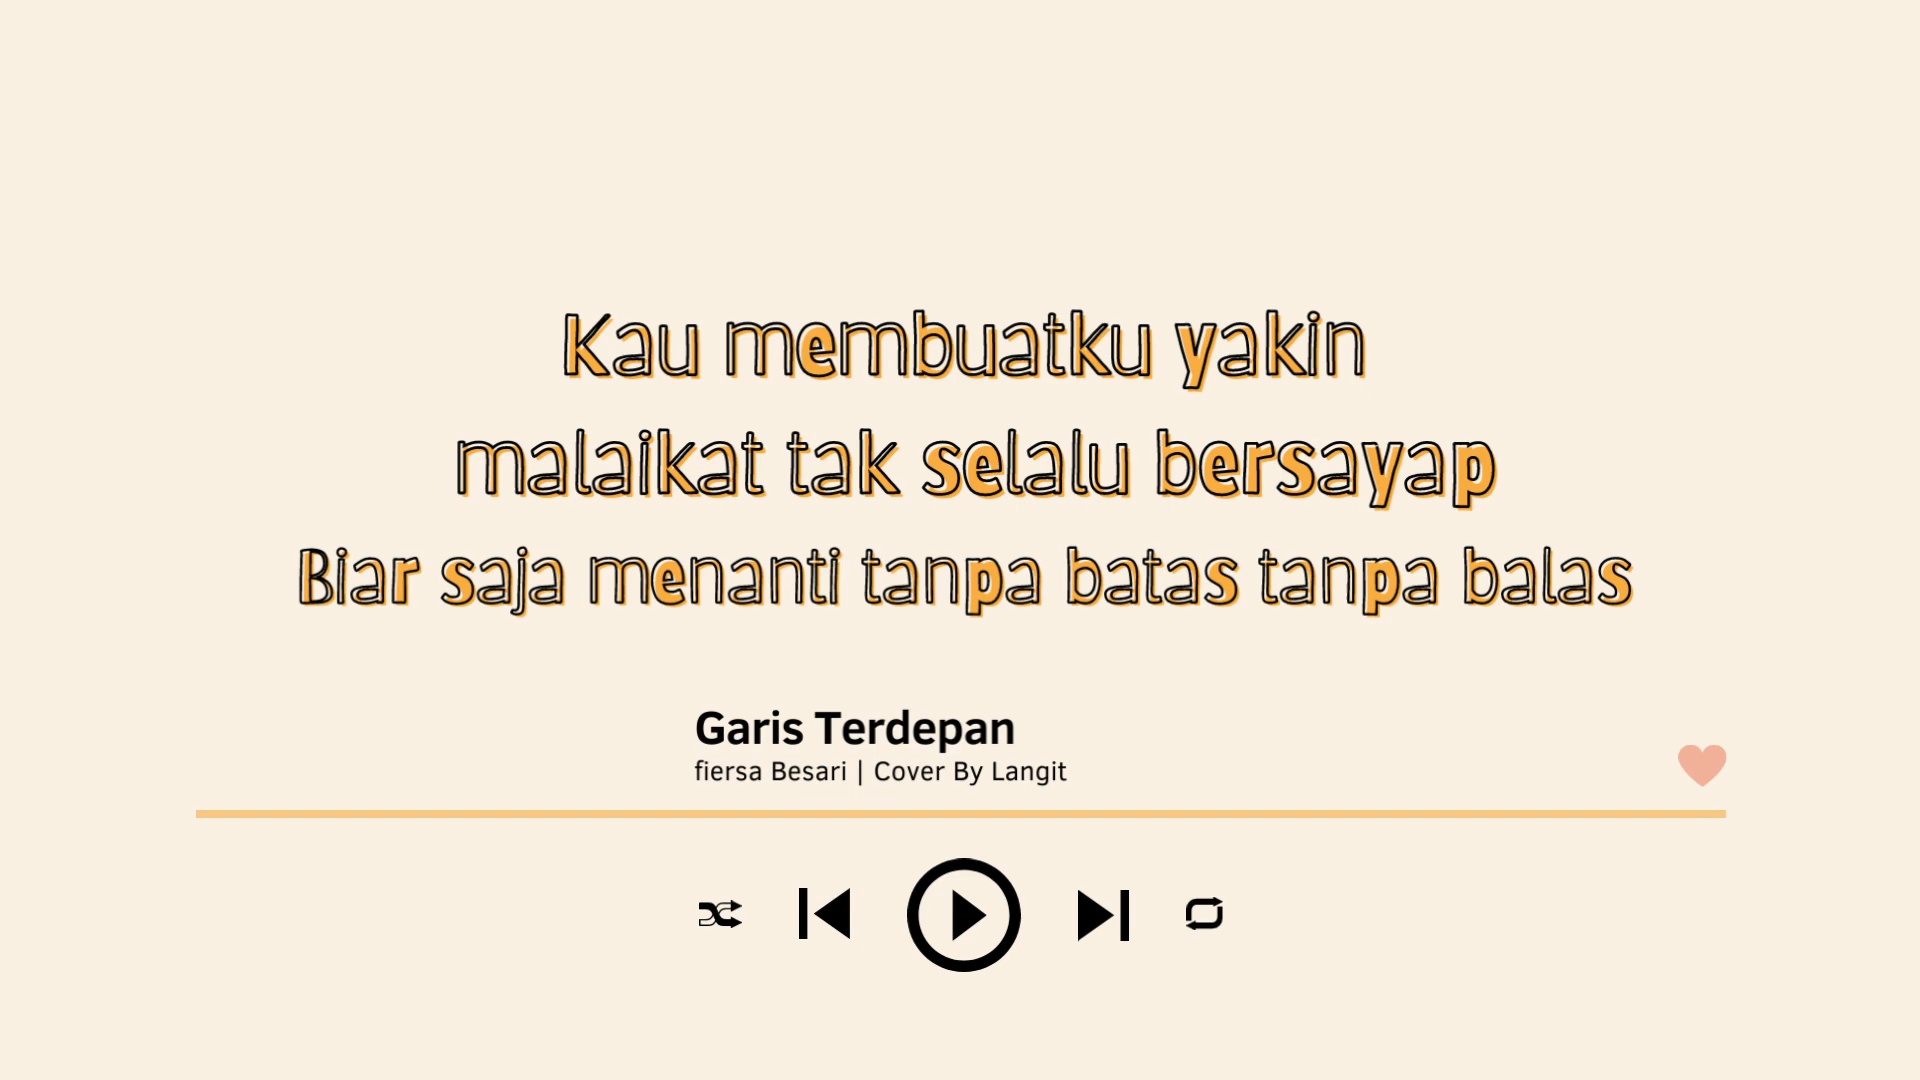 Kau membuatku yakin
malaikat tak selalu bersayap
Biar saja menanti tanpa batas tanpa balas
Garis Terdepan
fiersa Besari | Cover By Langit